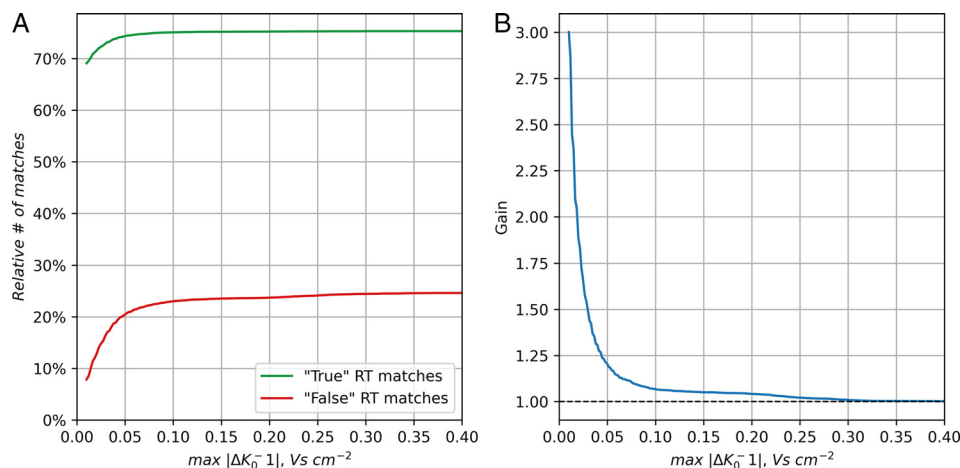 A
Relative # of matches
70%
60%
50%
40%
30%
20%
10%
0%
0.00 0.05 0.10 0.15 0.20 0.25 0.30 0.35 0.40
max |ΔK₀⁻1|, Vs cm⁻²
"True" RT matches
"False" RT matches
B
Gain
3.00
2.75
2.50
2.25
2.00
1.75
1.50
1.25
1.00
0.00 0.05 0.10 0.15 0.20 0.25 0.30 0.35 0.40
max |ΔK₀⁻1|, Vs cm⁻²